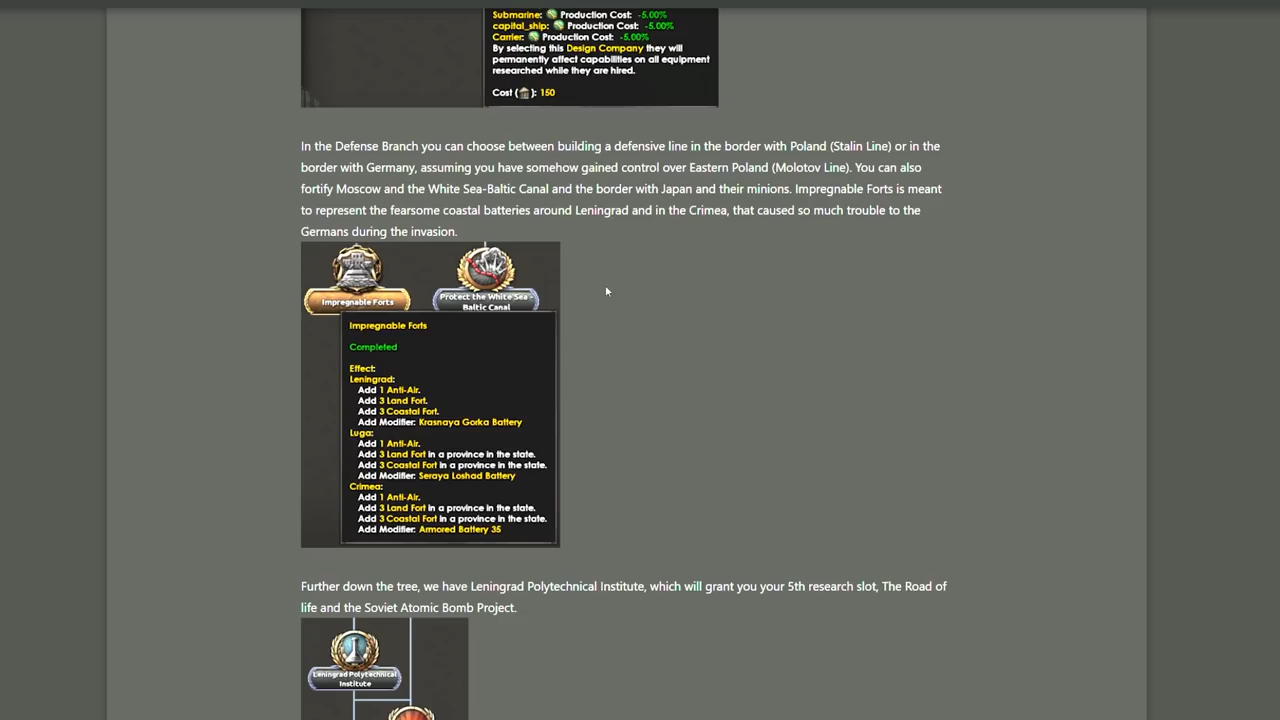 Submarine: Production Cost: -5.00%
capital_ship: Production Cost: -5.00%
Carrier: Production Cost: -5.00%
By selecting this Design Company they will
permanently affect capabilities on all equipment
researched while they are hired.
Cost ( ): 150
In the Defense Branch you can choose between building a defensive line in the border with Poland (Stalin Line) or in the
border with Germany, assuming you have somehow gained control over Eastern Poland (Molotov Line). You can also
fortify Moscow and the White Sea-Baltic Canal and the border with Japan and their minions. Impregnable Forts is meant
to represent the fearsome coastal batteries around Leningrad and in the Crimea, that caused so much trouble to the
Germans during the invasion.
Impregnable Forts
Protect the White Sea -
Baltic Canal
Impregnable Forts
Completed
Effect:
Leningrad:
Add 1 Anti-Air.
Add 3 Land Fort.
Add 3 Coastal Fort.
Add Modifier: Krasnaya Gorka Battery
Luga:
Add 1 Anti-Air.
Add 3 Land Fort in a province in the state.
Add 3 Coastal Fort in a province in the state.
Add Modifier: Seraya Loshad Battery
Crimea:
Add 1 Anti-Air.
Add 3 Land Fort in a province in the state.
Add 3 Coastal Fort in a province in the state.
Add Modifier: Armored Battery 35
Further down the tree, we have Leningrad Polytechnical Institute, which will grant you your 5th research slot, The Road of
life and the Soviet Atomic Bomb Project.
Leningrad Polytechnical
Institute